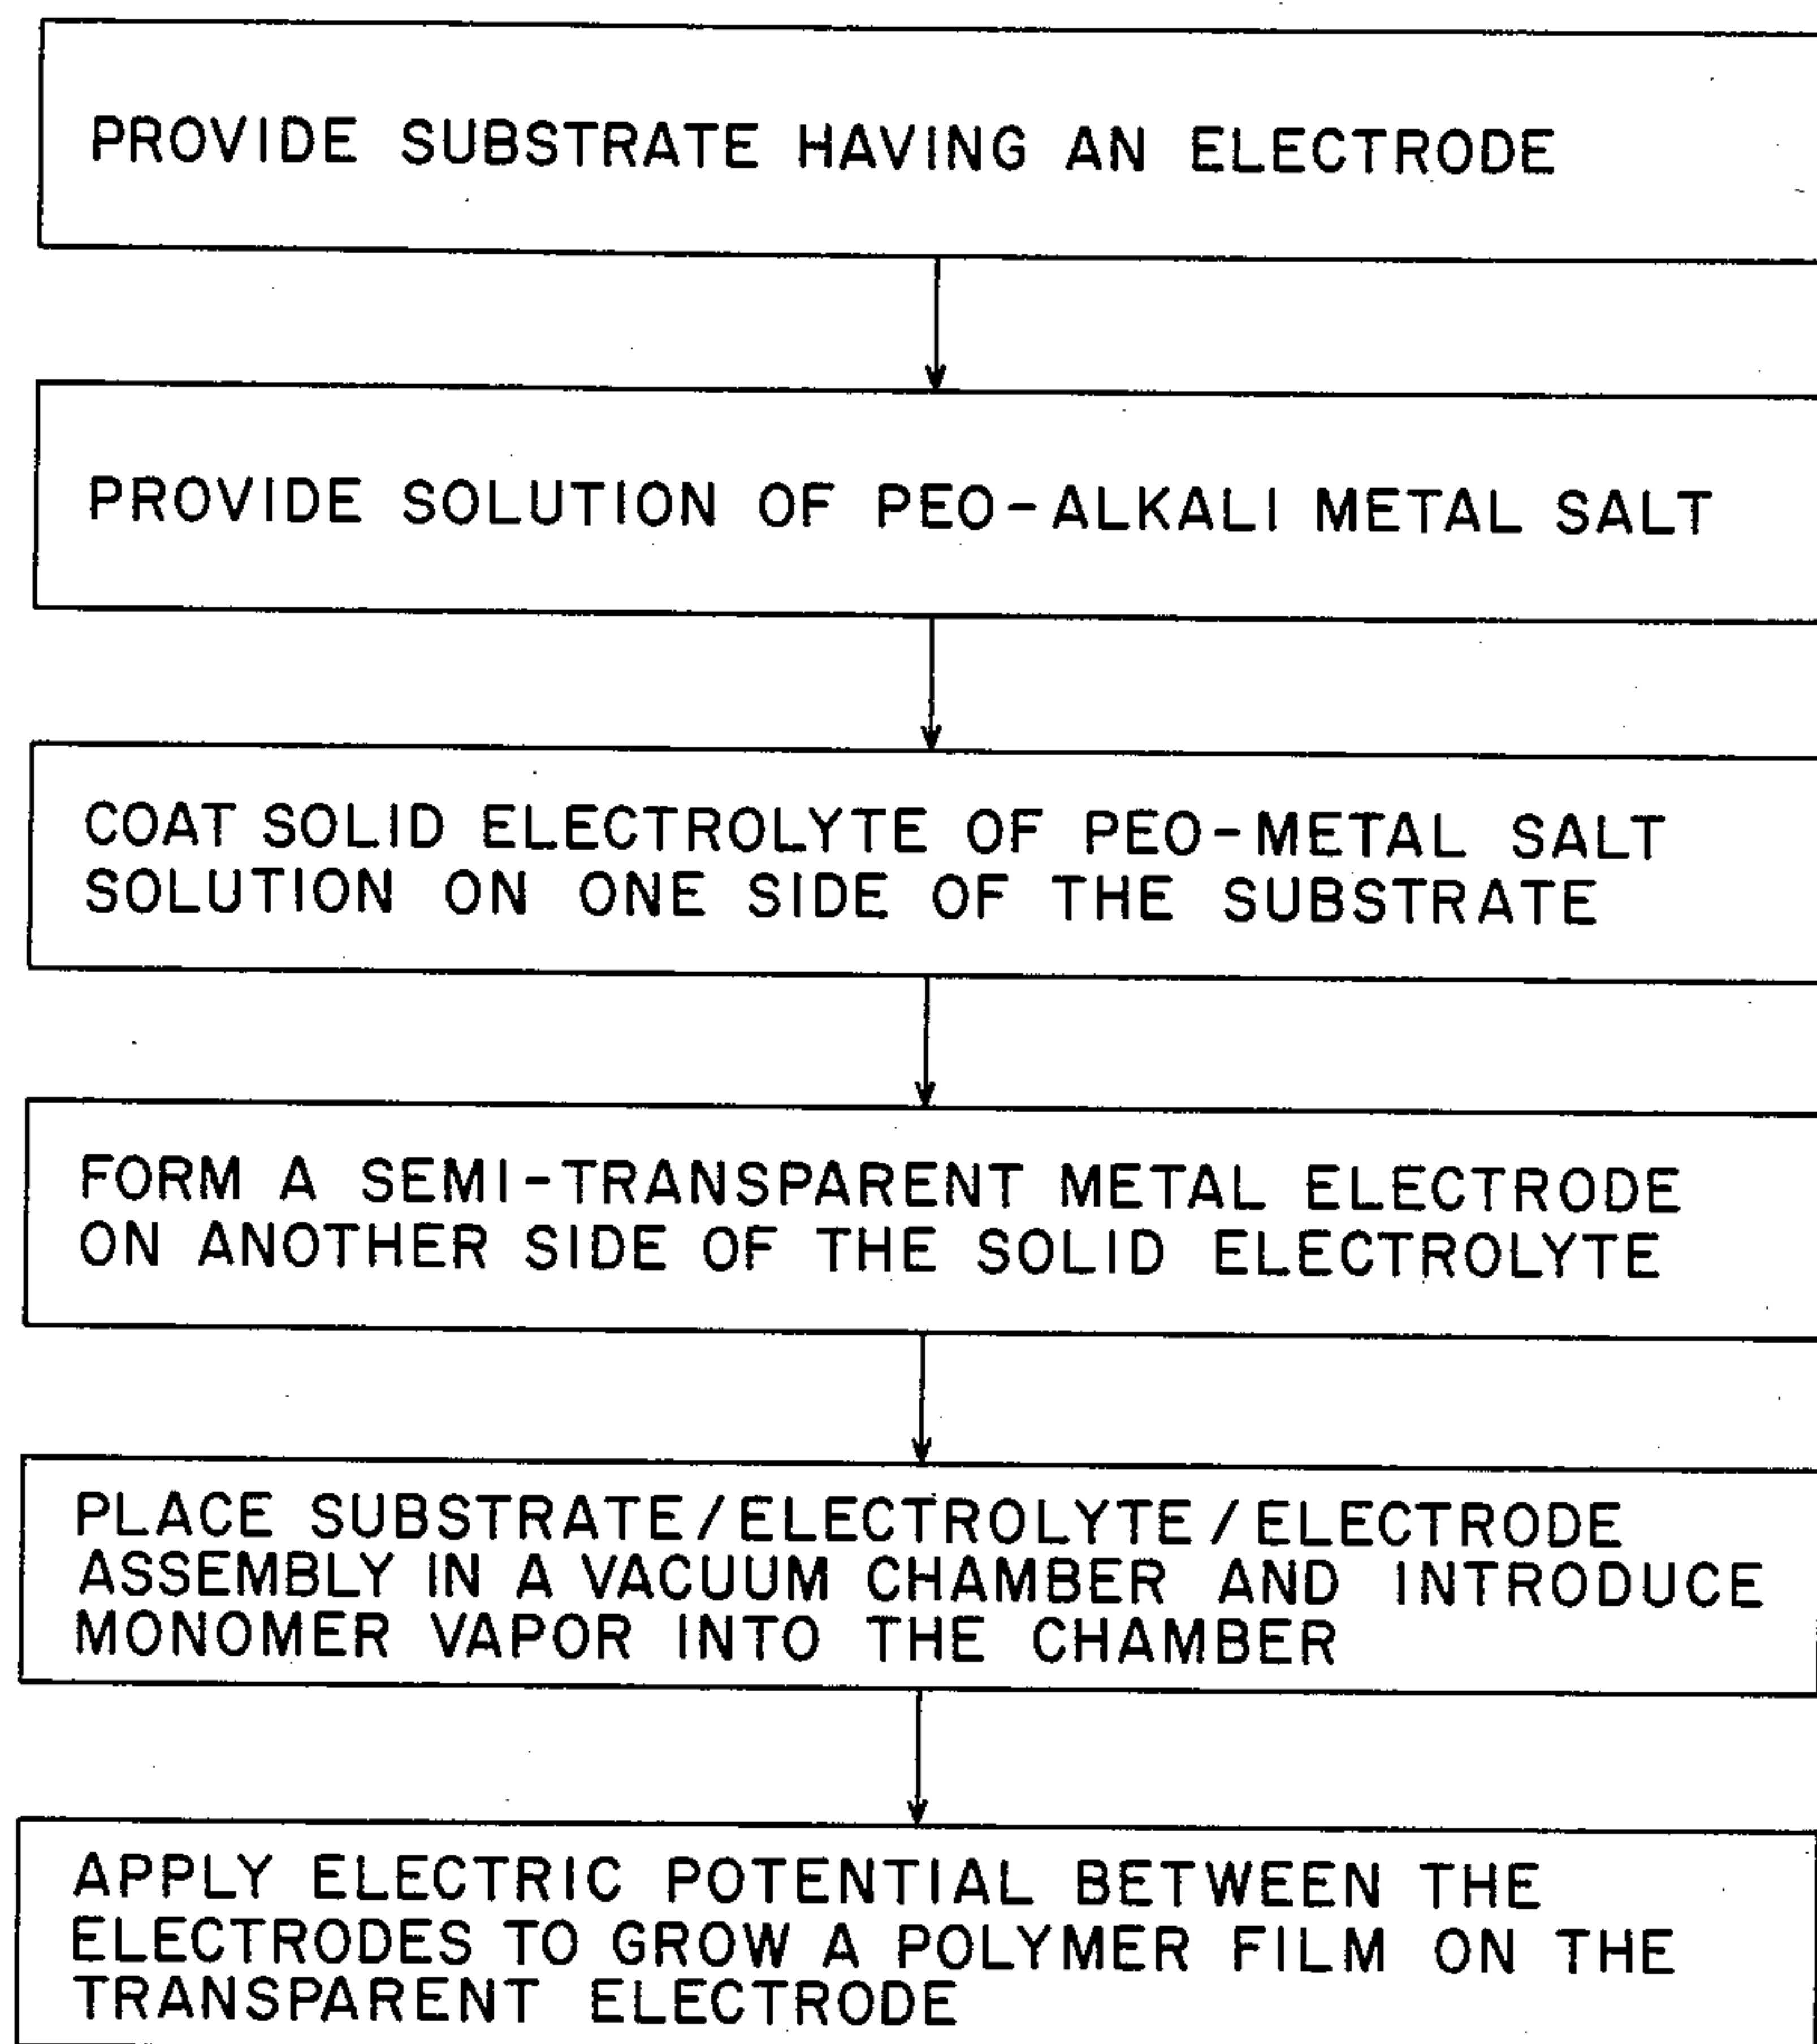 PROVIDE SUBSTRATE HAVING AN ELECTRODE
PROVIDE SOLUTION OF PEO-ALKALI METAL SALT
COAT SOLID ELECTROLYTE OF PEO-METAL SALT
SOLUTION ON ONE SIDE OF THE SUBSTRATE
FORM A SEMI-TRANSPARENT METAL ELECTRODE
ON ANOTHER SIDE OF THE SOLID ELECTROLYTE
PLACE SUBSTRATE/ELECTROLYTE/ELECTRODE
ASSEMBLY IN A VACUUM CHAMBER AND INTRODUCE
MONOMER VAPOR INTO THE CHAMBER
APPLY ELECTRIC POTENTIAL BETWEEN THE
ELECTRODES TO GROW A POLYMER FILM ON THE
TRANSPARENT ELECTRODE